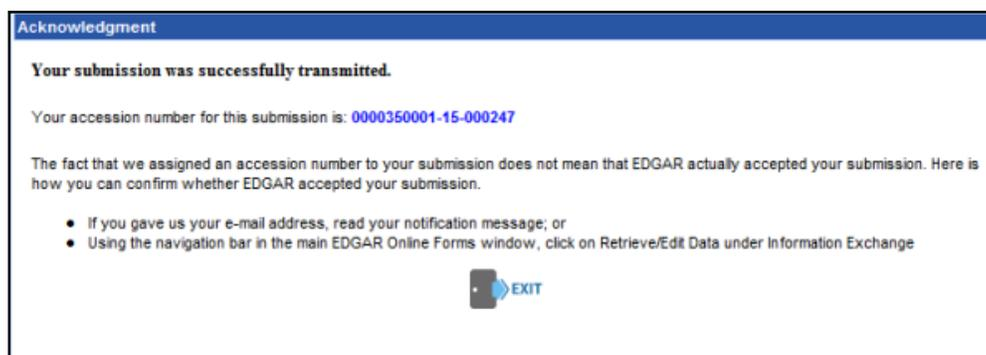 Acknowledgment
Your submission was successfully transmitted.
Your accession number for this submission is: 0000350001-15-000247
The fact that we assigned an accession number to your submission does not mean that EDGAR actually accepted your submission. Here is
how you can confirm whether EDGAR accepted your submission.
● If you gave us your e-mail address, read your notification message; or
● Using the navigation bar in the main EDGAR Online Forms window, click on Retrieve/Edit Data under Information Exchange
EXIT